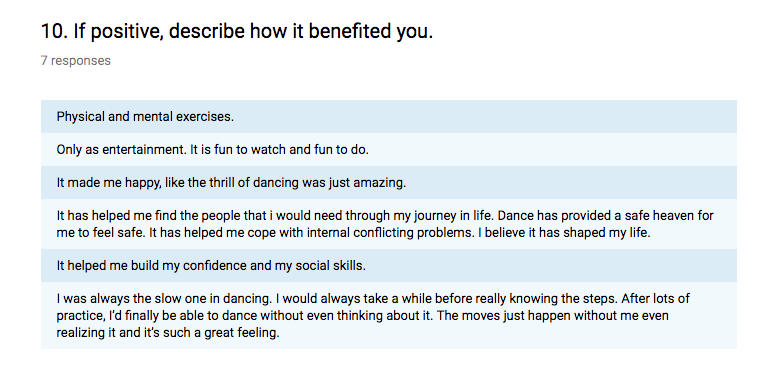 10. If positive, describe how it benefited you.
7 responses
Physical and mental exercises.
Only as entertainment. It is fun to watch and fun to do.
It made me happy, like the thrill of dancing was just amazing.
It has helped me find the people that i would need through my journey in life. Dance has provided a safe heaven for
me to feel safe. It has helped me cope with internal conflicting problems. I believe it has shaped my life.
It helped me build my confidence and my social skills.
I was always the slow one in dancing. I would always take a while before really knowing the steps. After lots of
practice, I'd finally be able to dance without even thinking about it. The moves just happen without me even
realizing it and it's such a great feeling.